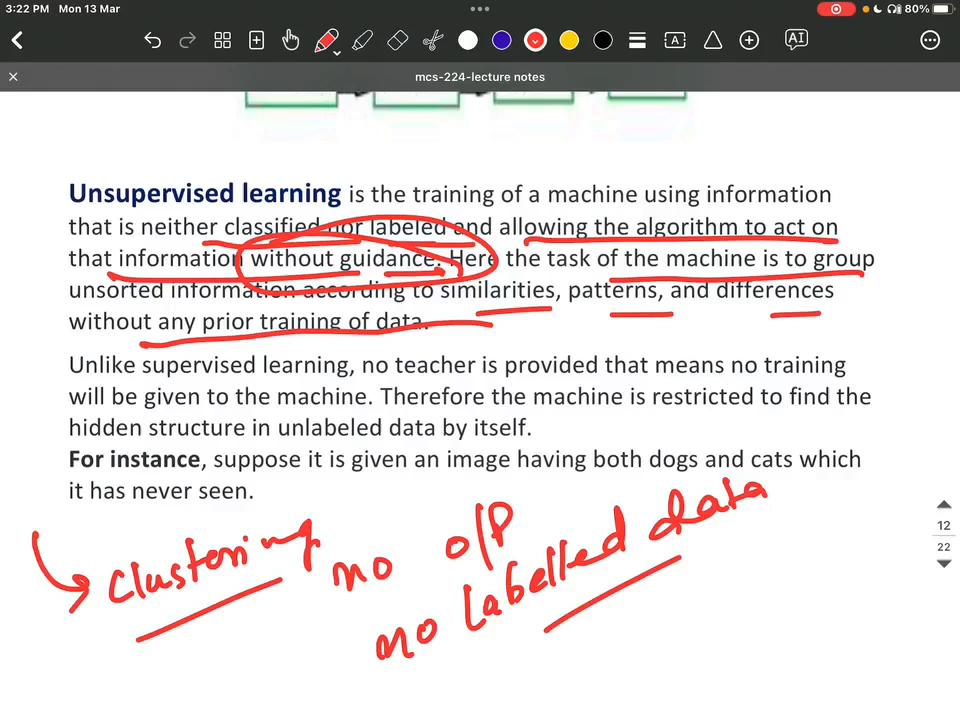 3:22 PM Mon 13 Mar
80%
A
AI
mcs-224-lecture notes
Unsupervised learning is the training of a machine using information
that is neither classified nor labeled and allowing the algorithm to act on
that information without guidance. Here the task of the machine is to group
unsorted information according to similarities, patterns, and differences
without any prior training of data.
Unlike supervised learning, no teacher is provided that means no training
will be given to the machine. Therefore the machine is restricted to find the
hidden structure in unlabeled data by itself.
For instance, suppose it is given an image having both dogs and cats which
it has never seen.
Clustering
no o/p
no labelled data
12
22